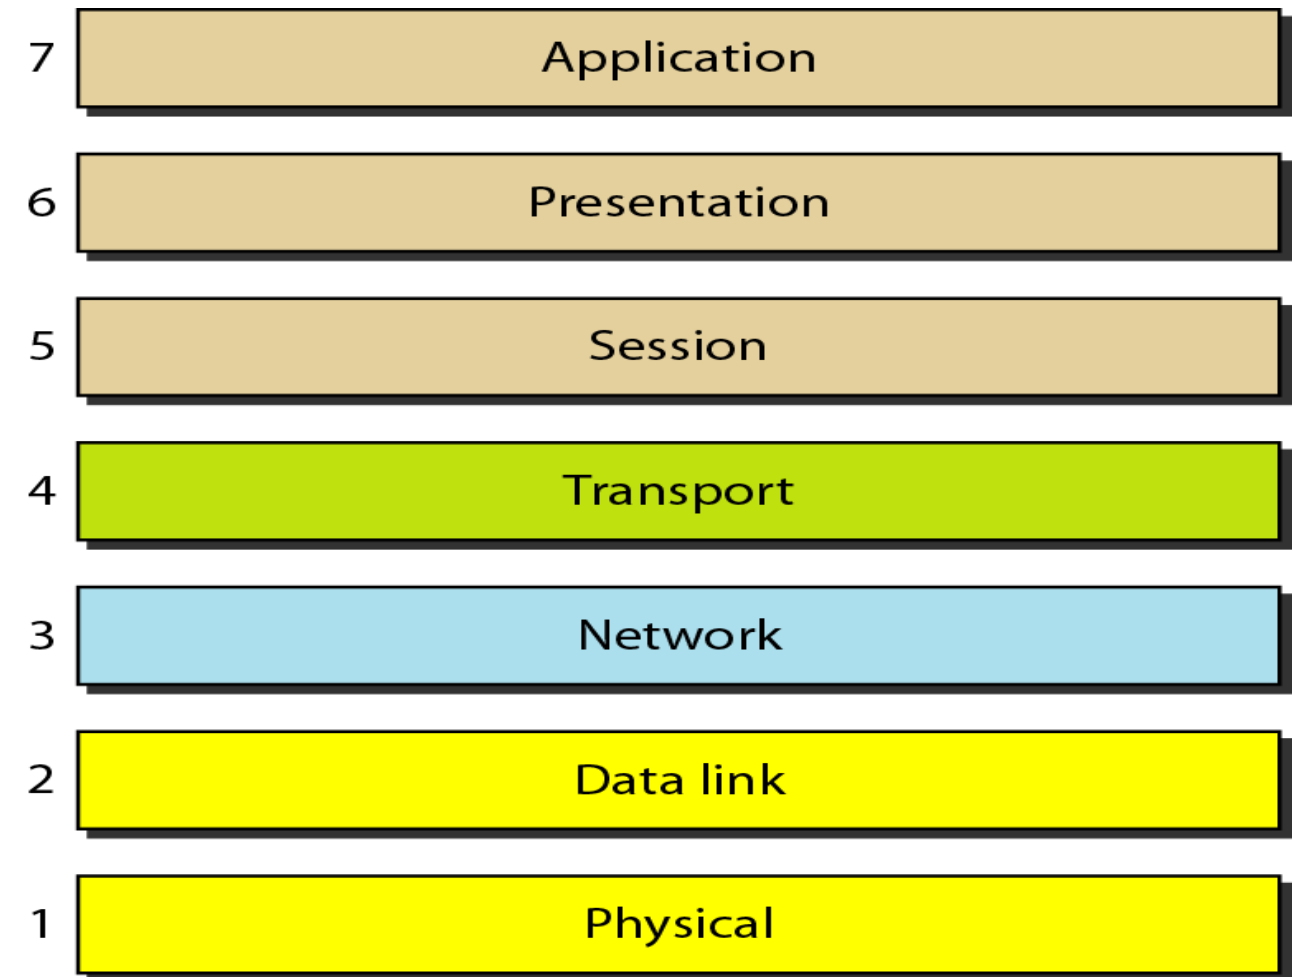 7 Application
6 Presentation
5 Session
4 Transport
3 Network
2 Data link
1 Physical